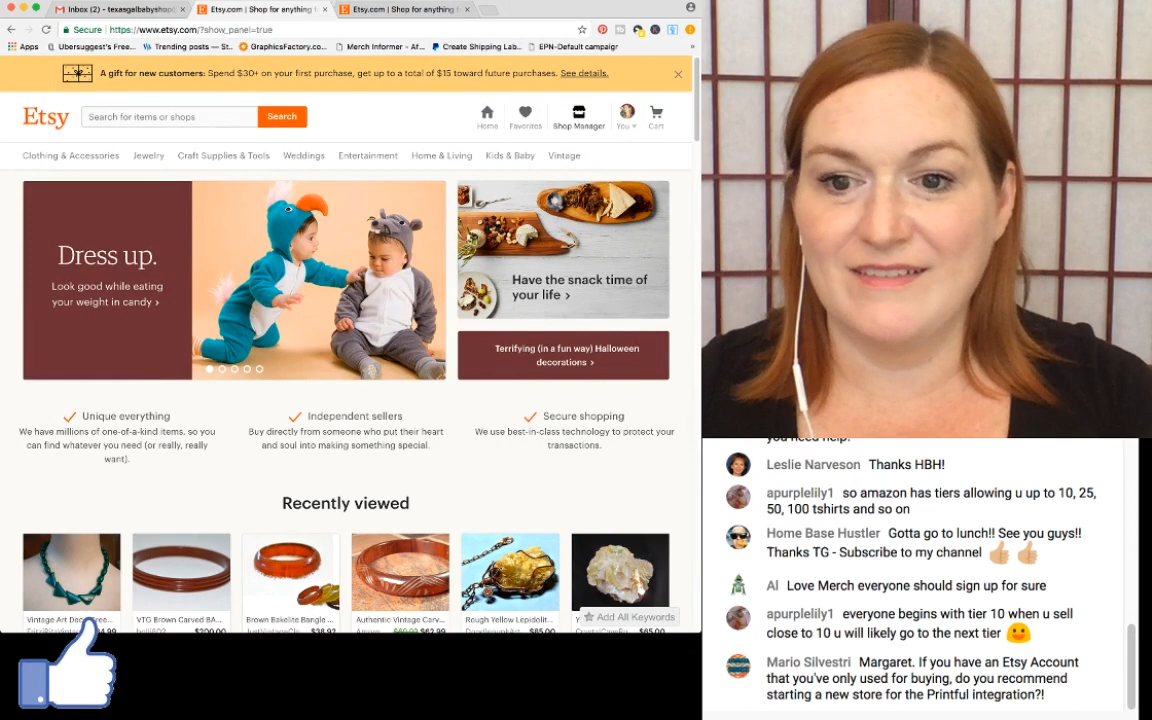 Inbox (2) - texasgalbabyshop@
Etsy.com | Shop for anything f
Etsy.com | Shop for anything f
Secure https://www.etsy.com/?show_panel=true
Apps Ubersuggest's Free... Trending posts — St... GraphicsFactory.co... Merch Informer - Af... Create Shipping Lab... EPN-Default campaign »
A gift for new customers: Spend $30+ on your first purchase, get up to a total of $15 toward future purchases. See details.
Etsy Search for items or shops Search
Home Favorites Shop Manager You Cart
Clothing & Accessories Jewelry Craft Supplies & Tools Weddings Entertainment Home & Living Kids & Baby Vintage
Dress up.
Look good while eating
your weight in candy ›
Have the snack time of
your life ›
Terrifying (in a fun way) Halloween
decorations ›
Unique everything
We have millions of one-of-a-kind items, so you
can find whatever you need (or really, really
want).
Independent sellers
Buy directly from someone who put their heart
and soul into making something special.
Secure shopping
We use best-in-class technology to protect your
transactions.
Recently viewed
Add All Keywords
Vintage Art Deco
VTG Brown Carved BA...
Brown Bakelite Bangle
Authentic Vintage Carv...
Rough Yellow Lepidolit...
$200.00
$38.92
$62.99
$85.00
$65.00
you need help.
Leslie Narveson Thanks HBH!
apurplelily1 so amazon has tiers allowing u up to 10, 25,
50, 100 tshirts and so on
Home Base Hustler Gotta go to lunch!! See you guys!!
Thanks TG - Subscribe to my channel
Al Love Merch everyone should sign up for sure
apurplelily1 everyone begins with tier 10 when u sell
close to 10 u will likely go to the next tier
Mario Silvestri Margaret. If you have an Etsy Account
that you've only used for buying, do you recommend
starting a new store for the Printful integration?!